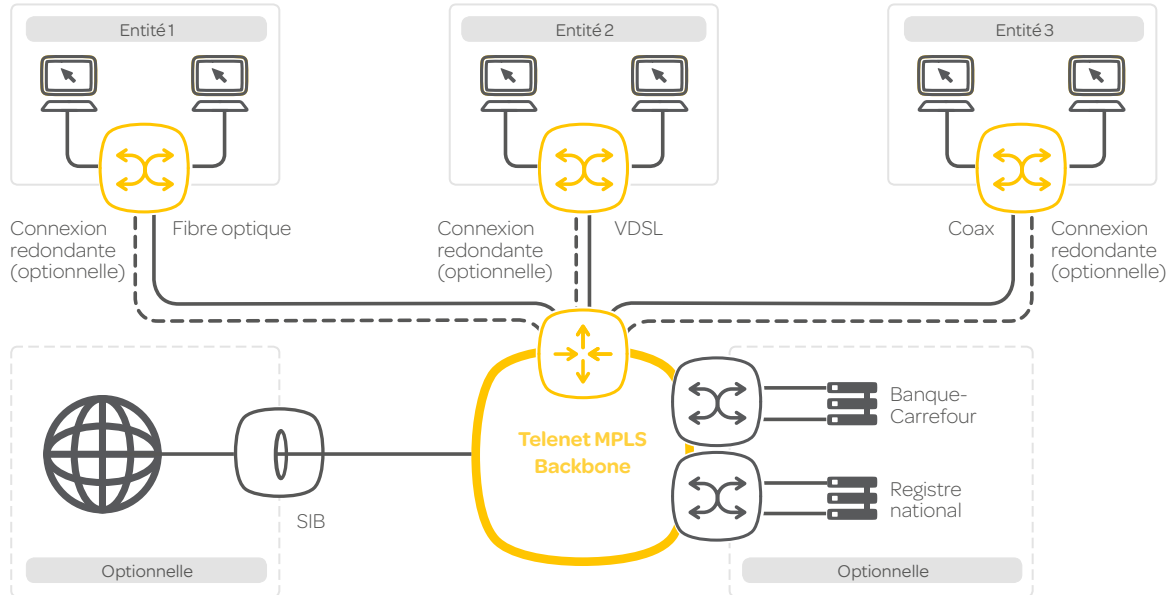 Entité 1
Entité 2
Entité 3
Connexion
redondante
(optionnelle)
Fibre optique
Connexion
redondante
(optionnelle)
VDSL
Coax
Connexion
redondante
(optionnelle)
Telenet MPLS
Backbone
Banque-
Carrefour
Registre
national
SIB
Optionnelle
Optionnelle